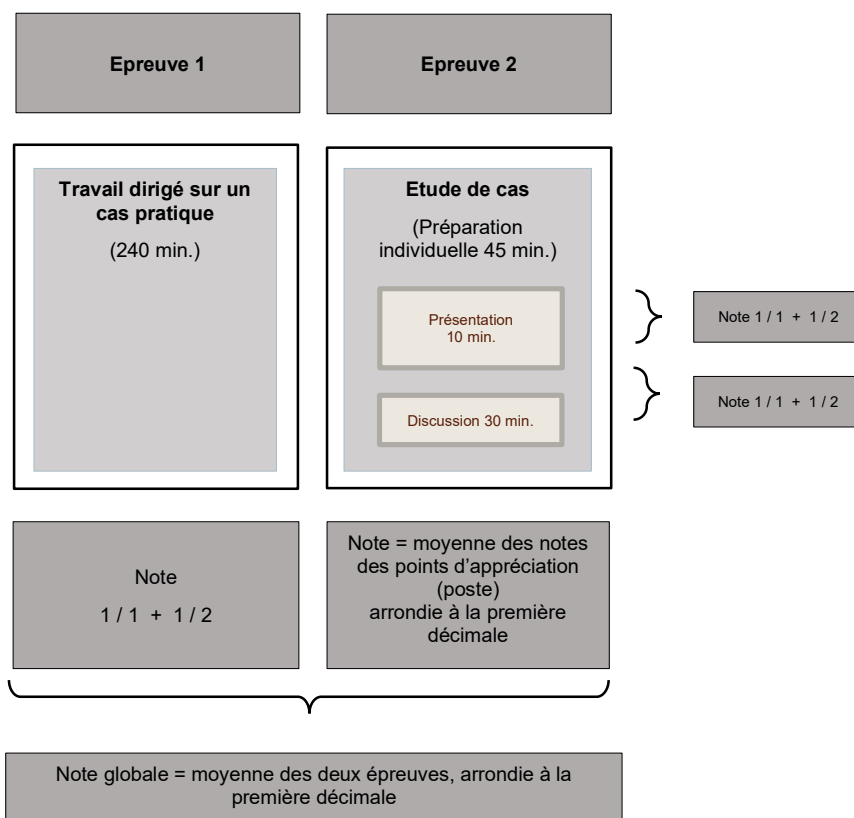 Epreuve 1
Epreuve 2
Travail dirigé sur un
cas pratique
(240 min.)
Etude de cas
(Préparation
individuelle 45 min.)
Présentation
10 min.
Discussion 30 min.
Note 1 / 1 + 1 / 2
Note 1 / 1 + 1 / 2
Note
1 / 1 + 1 / 2
Note = moyenne des notes
des points d’appréciation
(poste)
arrondie à la première
décimale
Note globale = moyenne des deux épreuves, arrondie à la
première décimale